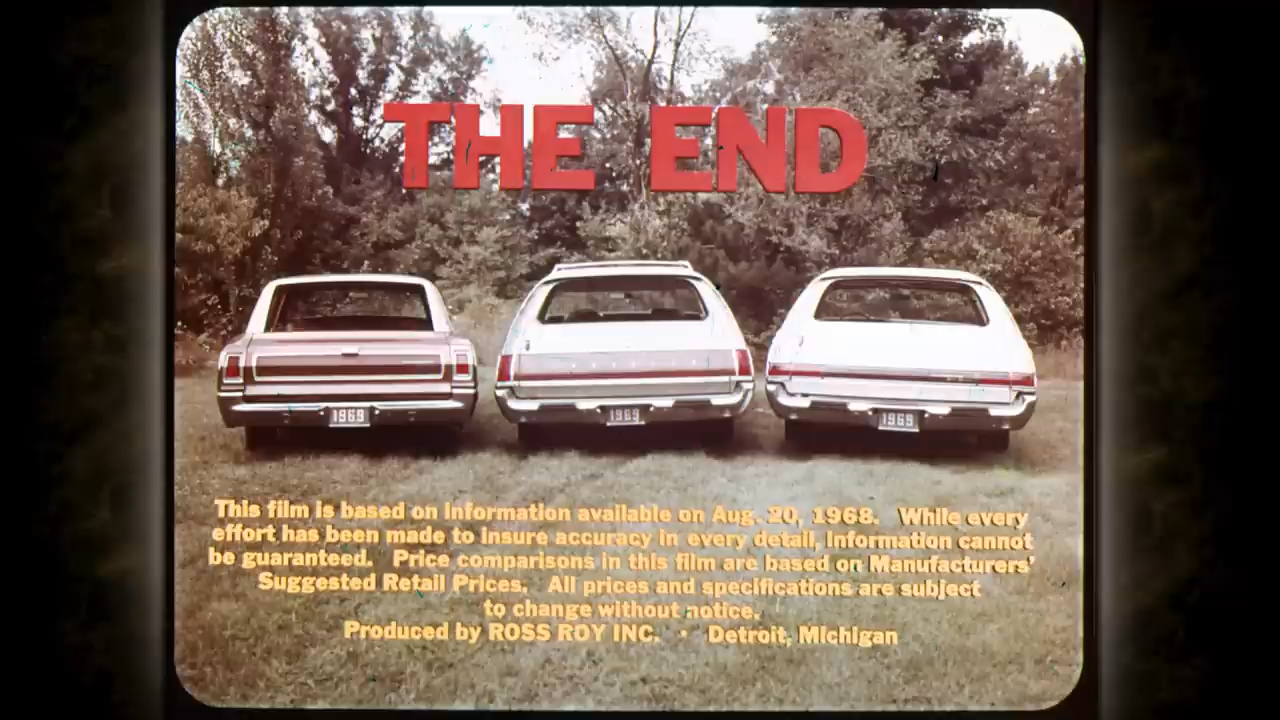 THE END
1969
1969
1969
This film is based on information available on Aug. 20, 1968. While every
effort has been made to insure accuracy in every detail, information cannot
be guaranteed. Price comparisons in this film are based on Manufacturers'
Suggested Retail Prices. All prices and specifications are subject
to change without notice.
Produced by ROSS ROY INC. · Detroit, Michigan